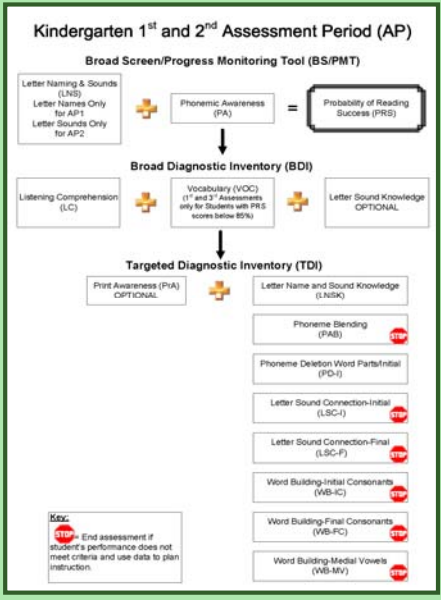 Kindergarten 1st and 2nd Assessment Period (AP)
Broad Screen/Progress Monitoring Tool (BS/PMT)
Letter Naming & Sounds
(LNS)
Letter Names Only
for AP1
Letter Sounds Only
for AP2
Phonemic Awareness
(PA)
=
Probability of Reading
Success (PRS)
Broad Diagnostic Inventory (BDI)
Listening Comprehension
(LC)
Vocabulary (VOC)
(1st and 3rd Assessments
only for Students with PRS
scores below 85%)
Letter Sound Knowledge
OPTIONAL
Targeted Diagnostic Inventory (TDI)
Print Awareness (PrA)
OPTIONAL
Letter Name and Sound Knowledge
(LNSK)
Phoneme Blending
(PAB)
STOP
Phoneme Deletion Word Parts/Initial
(PD-I)
Letter Sound Connection-Initial
(LSC-I)
STOP
Letter Sound Connection-Final
(LSC-F)
STOP
Word Building-Initial Consonants
(WB-IC)
STOP
Word Building-Final Consonants
(WB-FC)
STOP
Word Building-Medial Vowels
(WB-MV)
STOP
Key:
STOP = End assessment if
student's performance does not
meet criteria and use data to plan
instruction.